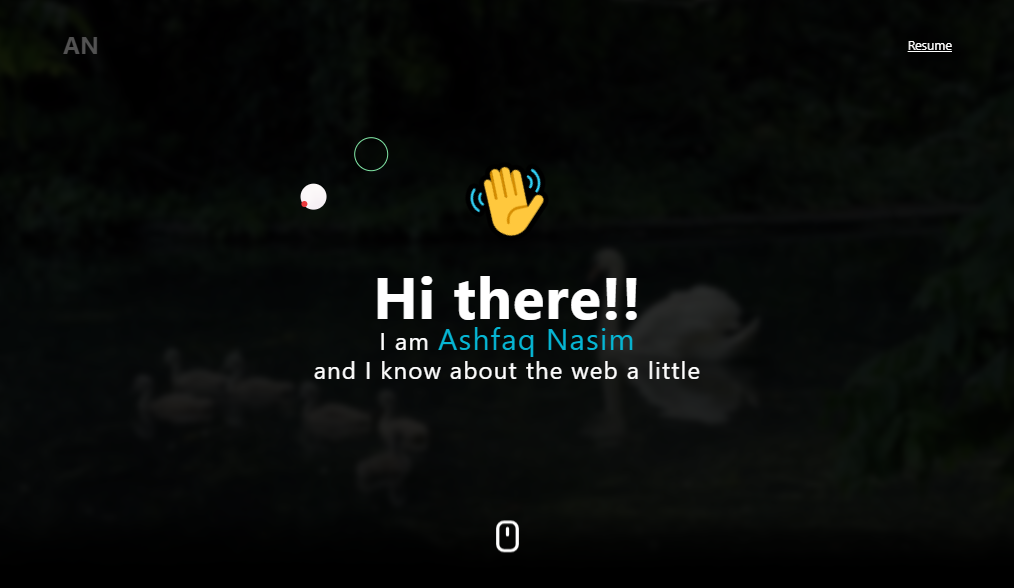 AN
Resume
Hi there!!
I am Ashfaq Nasim
and I know about the web a little